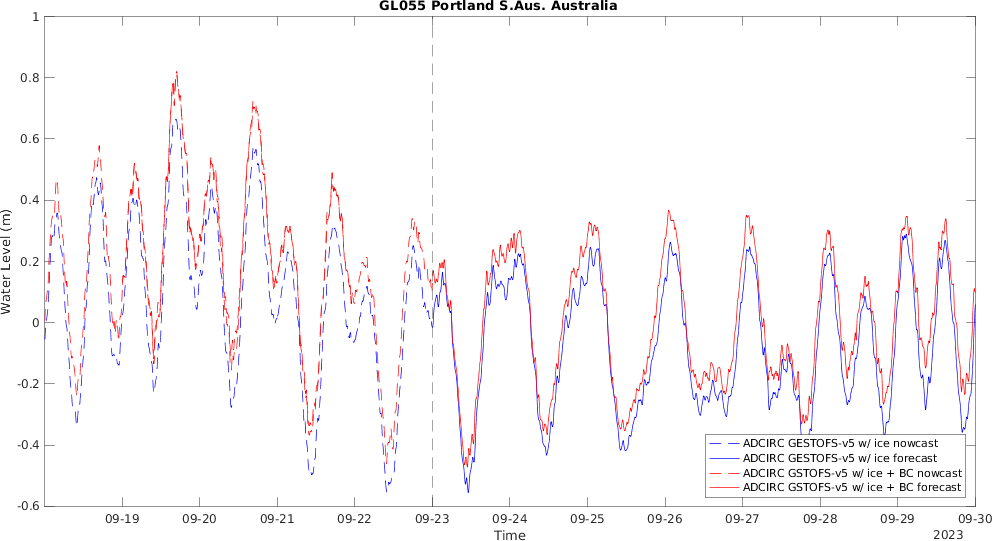 GL055 Portland S.Aus. Australia
1
0.8
0.6
0.4
0.2
0
-0.2
-0.4
-0.6
Water Level (m)
ADCIRC GESTOFS-v5 w/ ice nowcast
ADCIRC GESTOFS-v5 w/ ice forecast
ADCIRC GSTOFS-v5 w/ ice + BC nowcast
ADCIRC GSTOFS-v5 w/ ice + BC forecast
09-19 09-20 09-21 09-22 09-23 09-24 09-25 09-26 09-27 09-28 09-29 09-30
Time
2023